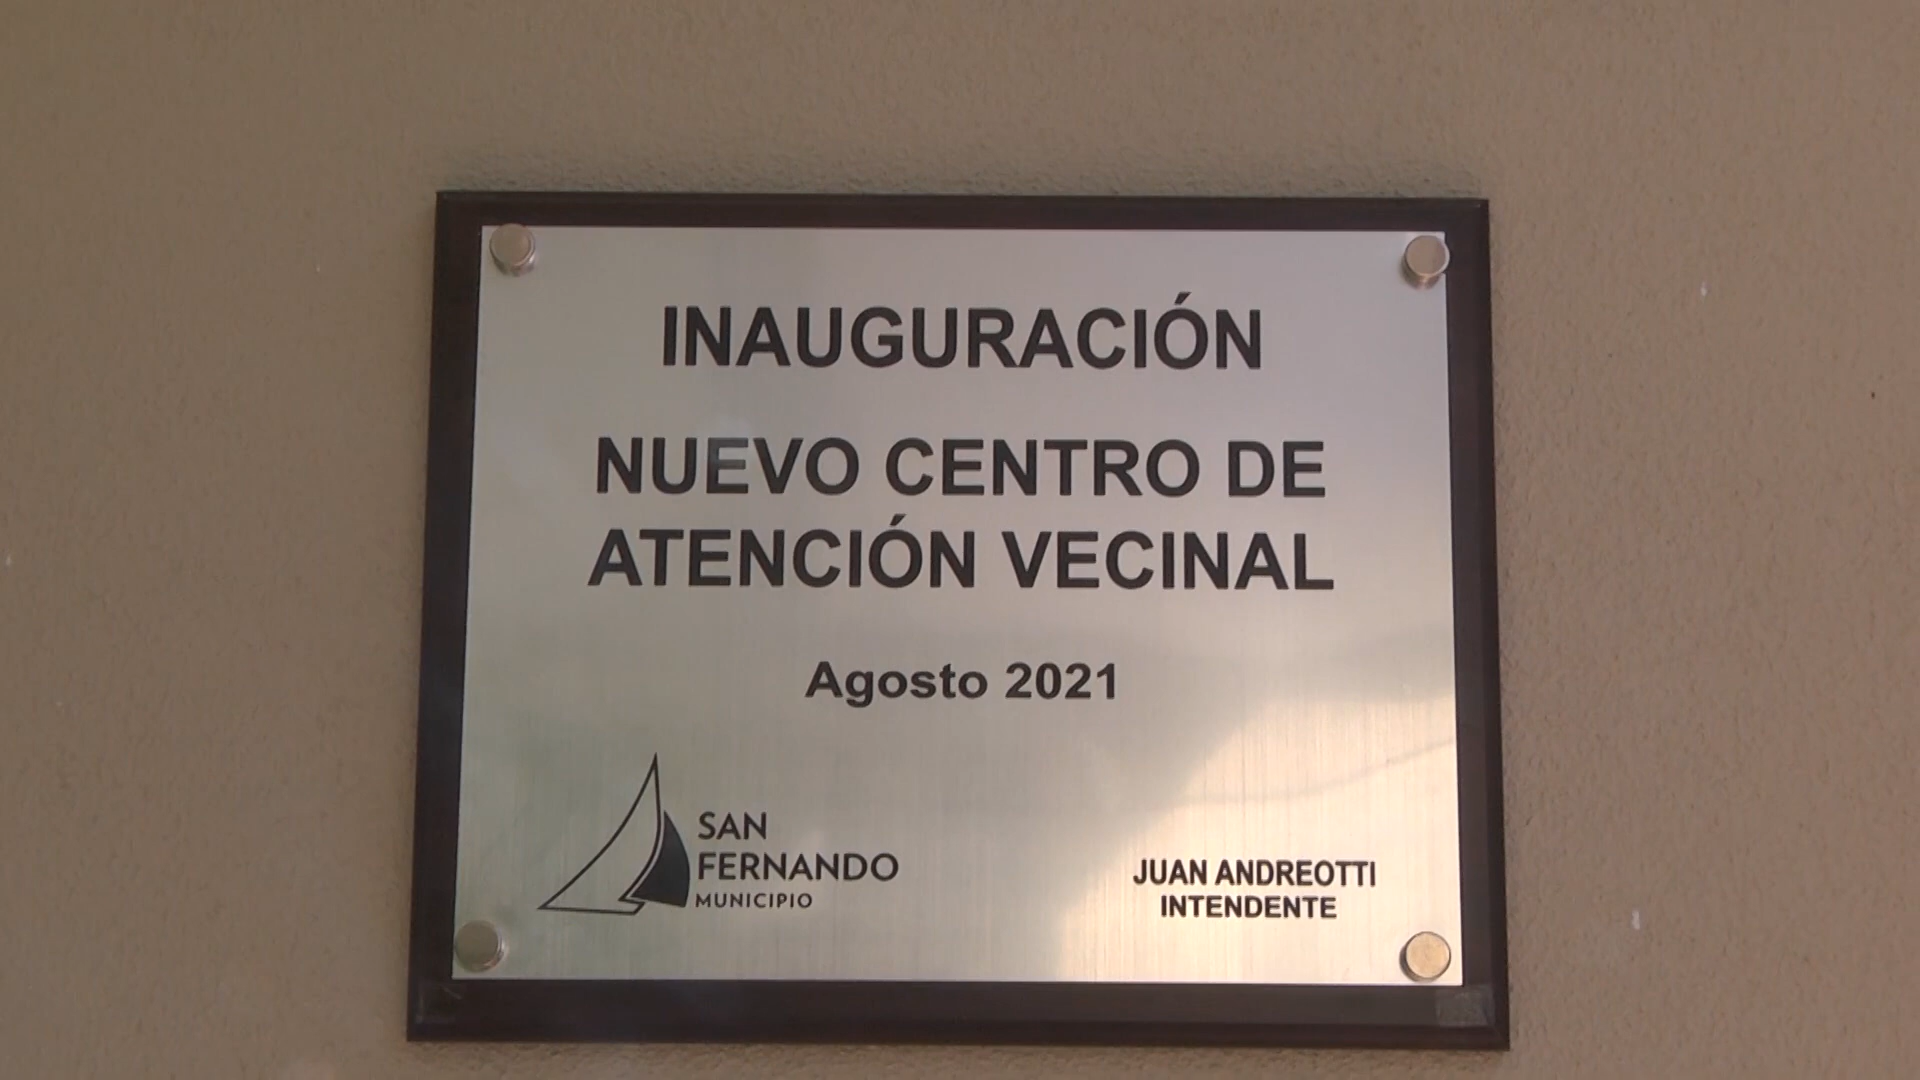 INAUGURACIÓN
NUEVO CENTRO DE
ATENCIÓN VECINAL
Agosto 2021
SAN
FERNANDO
MUNICIPIO
JUAN ANDREOTTI
INTENDENTE